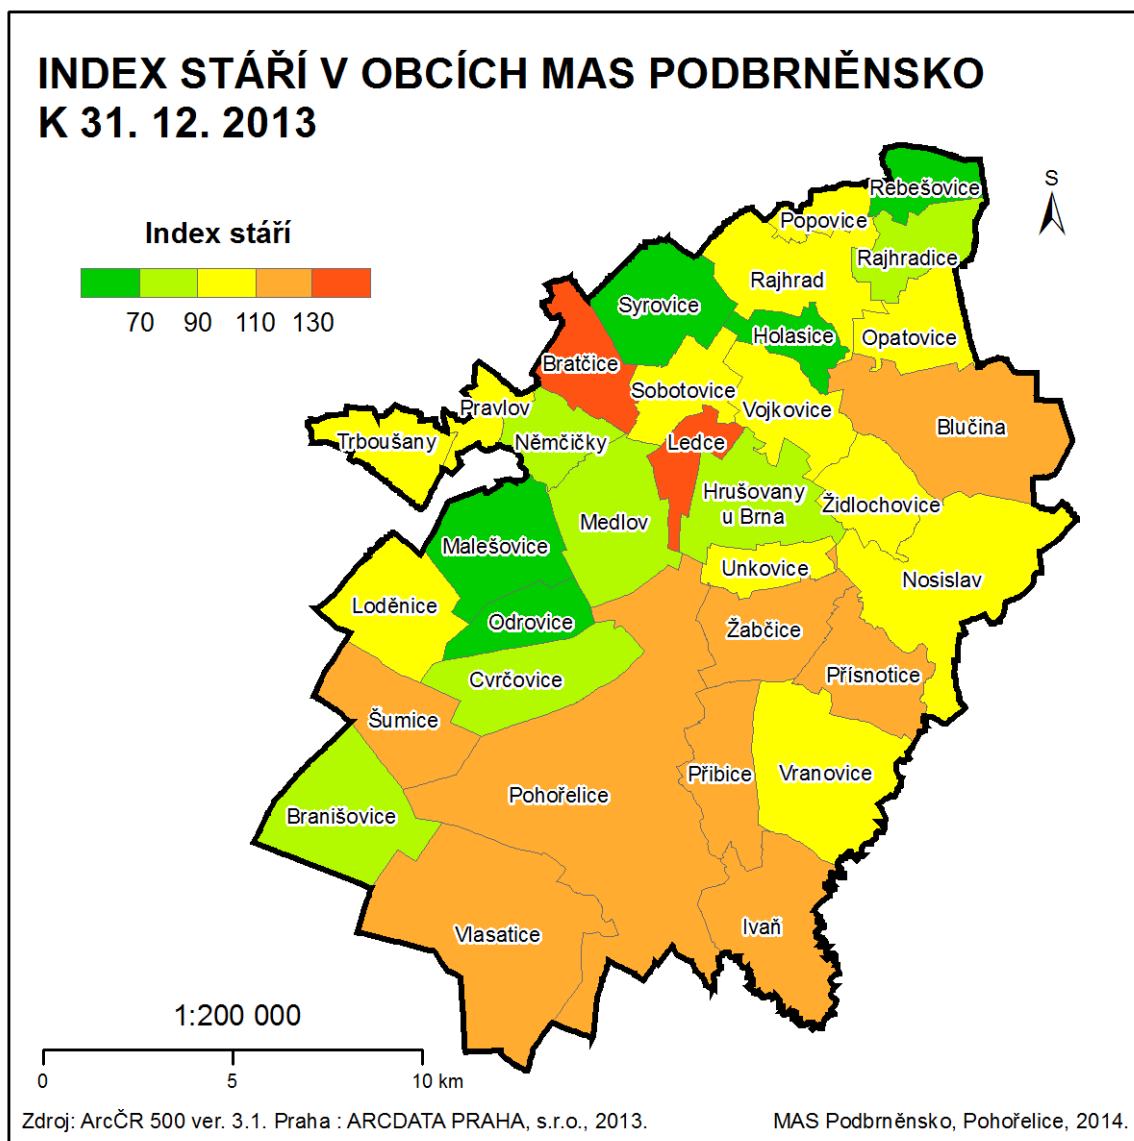 INDEX STÁŘÍ V OBCÍCH MAS PODBRNĚNSKO
K 31. 12. 2013
S
Index stáří
70 90 110 130
Rebešovice
Popovice
Rajhradice
Rajhrad
Syrovice
Holasice
Opatovice
Bratčice
Sobotovice
Vojkovice
Pravlov
Trboušany
Němčičky
Ledce
Blučina
Hrušovany
u Brna
Židlochovice
Medlov
Malešovice
Unkovice
Nosislav
Loděnice
Odrovice
Žabčice
Cvrčovice
Přísnotice
Šumice
Přibice
Vranovice
Pohořelice
Branišovice
Vlasatice
Ivaň
1:200 000
0 5 10 km
Zdroj: ArcČR 500 ver. 3.1. Praha : ARCDATA PRAHA, s.r.o., 2013.
MAS Podbrněnsko, Pohořelice, 2014.